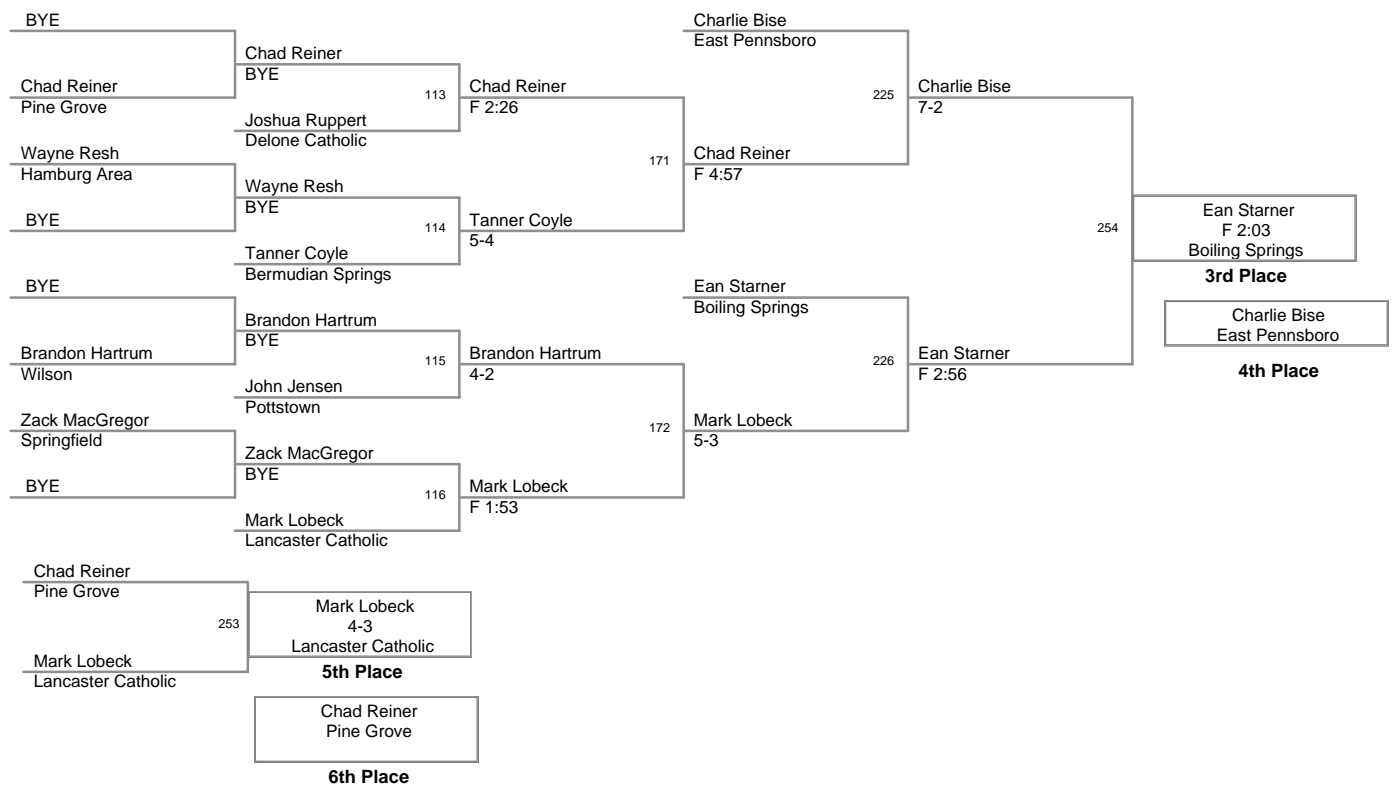 BYE
Chad Reiner
Pine Grove
Wayne Resh
Hamburg Area
BYE
BYE
Brandon Hartrum
Wilson
Zack MacGregor
Springfield
BYE
Chad Reiner
BYE
113
Joshua Ruppert
Delone Catholic
Wayne Resh
BYE
114
Tanner Coyle
Bermudian Springs
Brandon Hartrum
BYE
115
John Jensen
Pottstown
Zack MacGregor
BYE
116
Mark Lobeck
Lancaster Catholic
Chad Reiner
F 2:26
171
Tanner Coyle
5-4
Brandon Hartrum
4-2
172
Mark Lobeck
F 1:53
Charlie Bise
East Pennsboro
225
Chad Reiner
F 4:57
Ean Starner
Boiling Springs
226
Mark Lobeck
5-3
Charlie Bise
7-2
254
Ean Starner
F 2:56
Ean Starner
F 2:03
Boiling Springs
3rd Place
Charlie Bise
East Pennsboro
4th Place
Chad Reiner
Pine Grove
253
Mark Lobeck
Lancaster Catholic
Mark Lobeck
4-3
Lancaster Catholic
5th Place
Chad Reiner
Pine Grove
6th Place